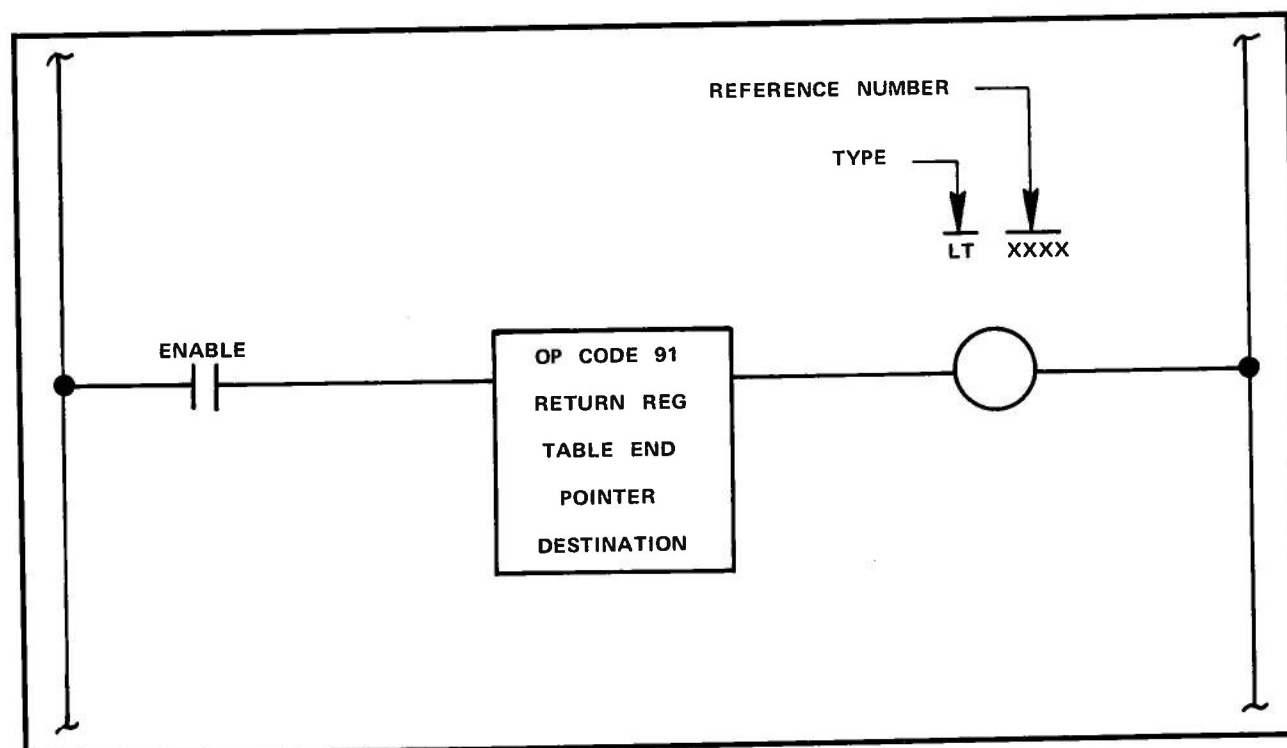 REFERENCE NUMBER
TYPE
LT XXXX
ENABLE
OP CODE 91
RETURN REG
TABLE END
POINTER
DESTINATION